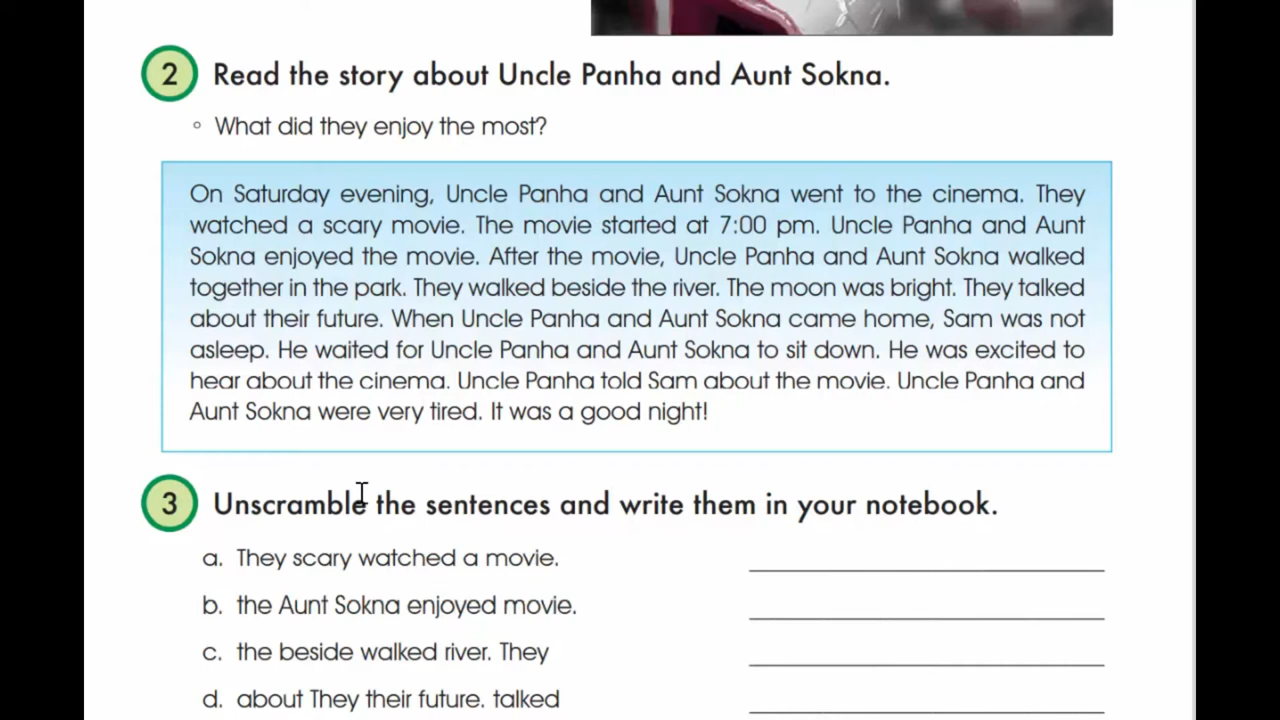 2 Read the story about Uncle Panha and Aunt Sokna.
° What did they enjoy the most?
On Saturday evening, Uncle Panha and Aunt Sokna went to the cinema. They
watched a scary movie. The movie started at 7:00 pm. Uncle Panha and Aunt
Sokna enjoyed the movie. After the movie, Uncle Panha and Aunt Sokna walked
together in the park. They walked beside the river. The moon was bright. They talked
about their future. When Uncle Panha and Aunt Sokna came home, Sam was not
asleep. He waited for Uncle Panha and Aunt Sokna to sit down. He was excited to
hear about the cinema. Uncle Panha told Sam about the movie. Uncle Panha and
Aunt Sokna were very tired. It was a good night!
3 Unscramble the sentences and write them in your notebook.
a. They scary watched a movie.
b. the Aunt Sokna enjoyed movie.
c. the beside walked river. They
d. about They their future. talked